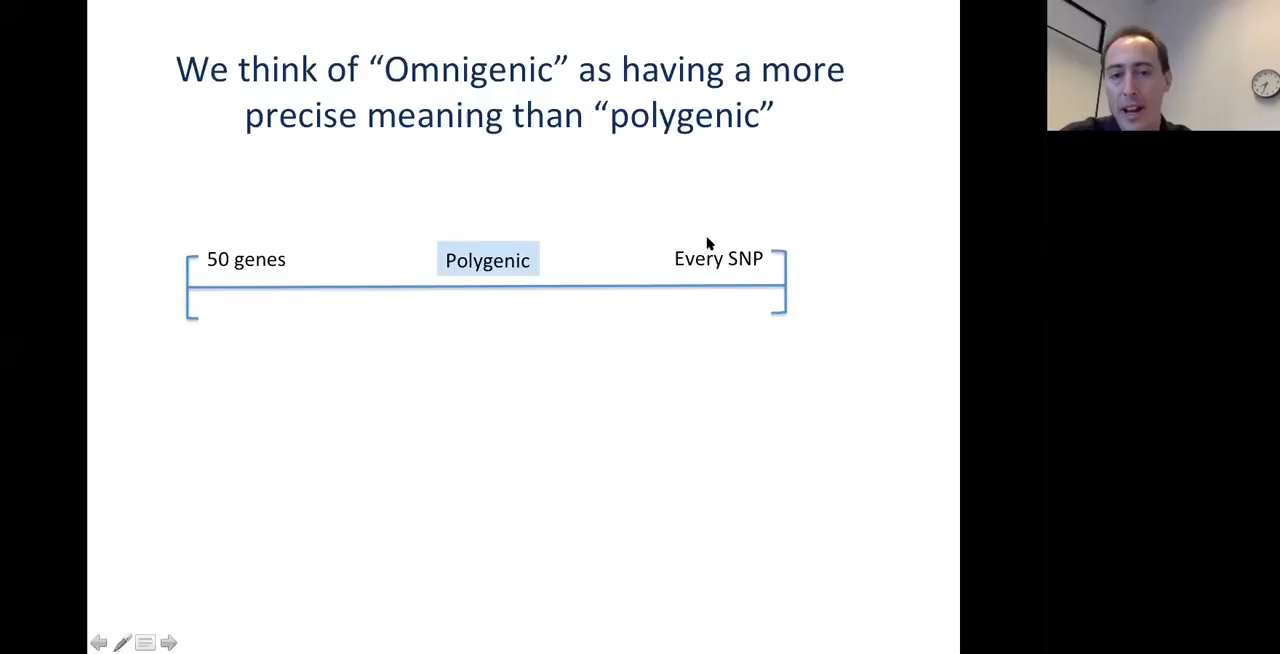 We think of “Omnigenic” as having a more
precise meaning than “polygenic”
50 genes
Polygenic
Every SNP